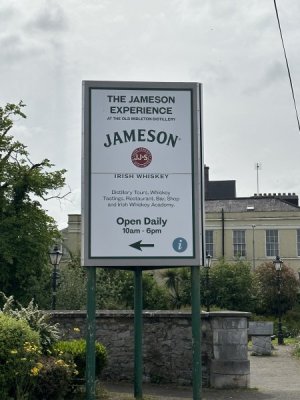 THE JAMESON
EXPERIENCE
AT THE OLD MIDLETON DISTILLERY
JAMESON®
JJ&S
IRISH WHISKEY
Distillery Tours, Whiskey
Tastings, Restaurant, Bar, Shop
and Irish Whiskey Academy.
Open Daily
10am - 6pm
i